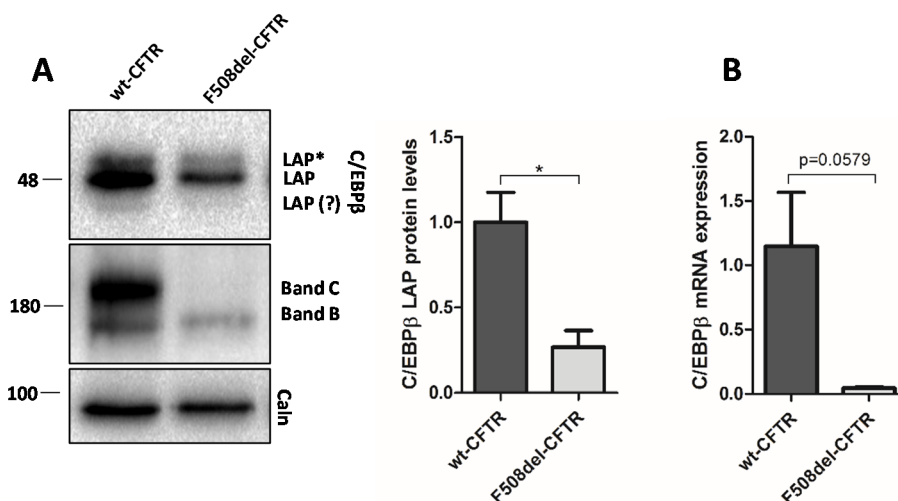 A
wt-CFTR
F508del-CFTR
48
LAP*
LAP
LAP (?)
C/EBPβ
180
Band C
Band B
100
Caln
C/EBPβ LAP protein levels
1.5
1.0
0.5
0.0
*
wt-CFTR
F508del-CFTR
B
C/EBPβ mRNA expression
2.0
1.5
1.0
0.5
0.0
p=0.0579
wt-CFTR
F508del-CFTR